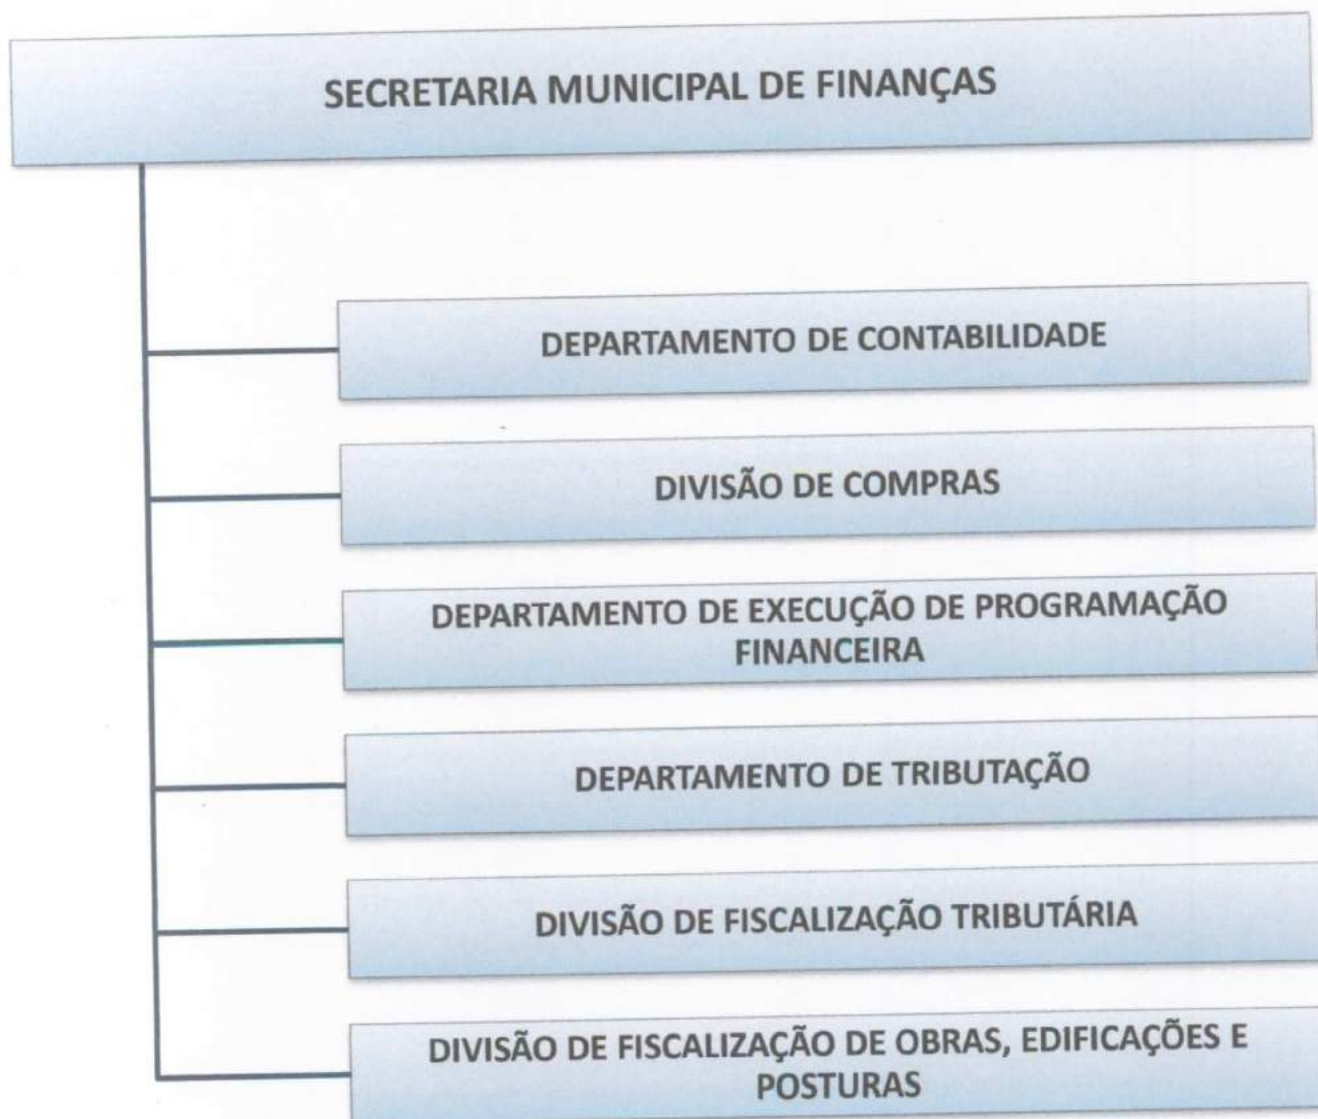 SECRETARIA MUNICIPAL DE FINANÇAS
DEPARTAMENTO DE CONTABILIDADE
DIVISÃO DE COMPRAS
DEPARTAMENTO DE EXECUÇÃO DE PROGRAMAÇÃO
FINANCEIRA
DEPARTAMENTO DE TRIBUTAÇÃO
DIVISÃO DE FISCALIZAÇÃO TRIBUTÁRIA
DIVISÃO DE FISCALIZAÇÃO DE OBRAS, EDIFICAÇÕES E
POSTURAS